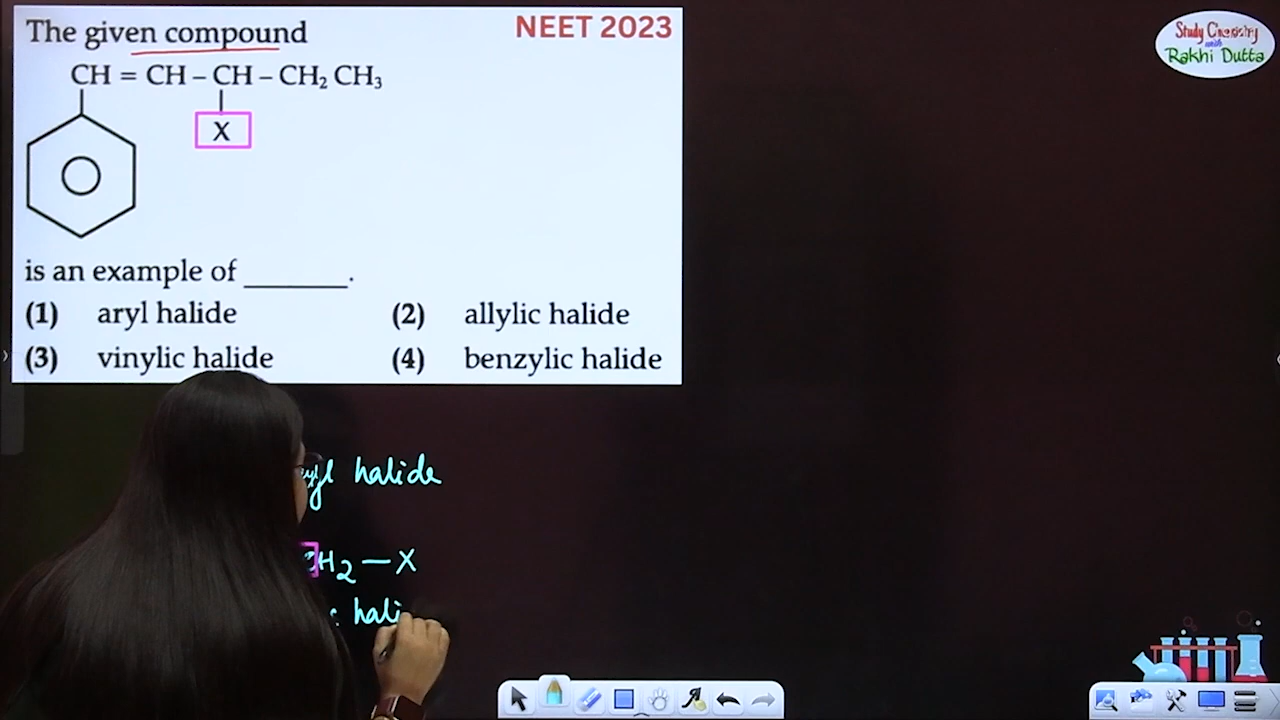 The given compound
NEET 2023
CH = CH – CH – CH₂ CH₃
X
is an example of ________.
(1) aryl halide (2) allylic halide
(3) vinylic halide (4) benzylic halide
halide
H₂ — X
Study Chemistry
with
Rakhi Dutta